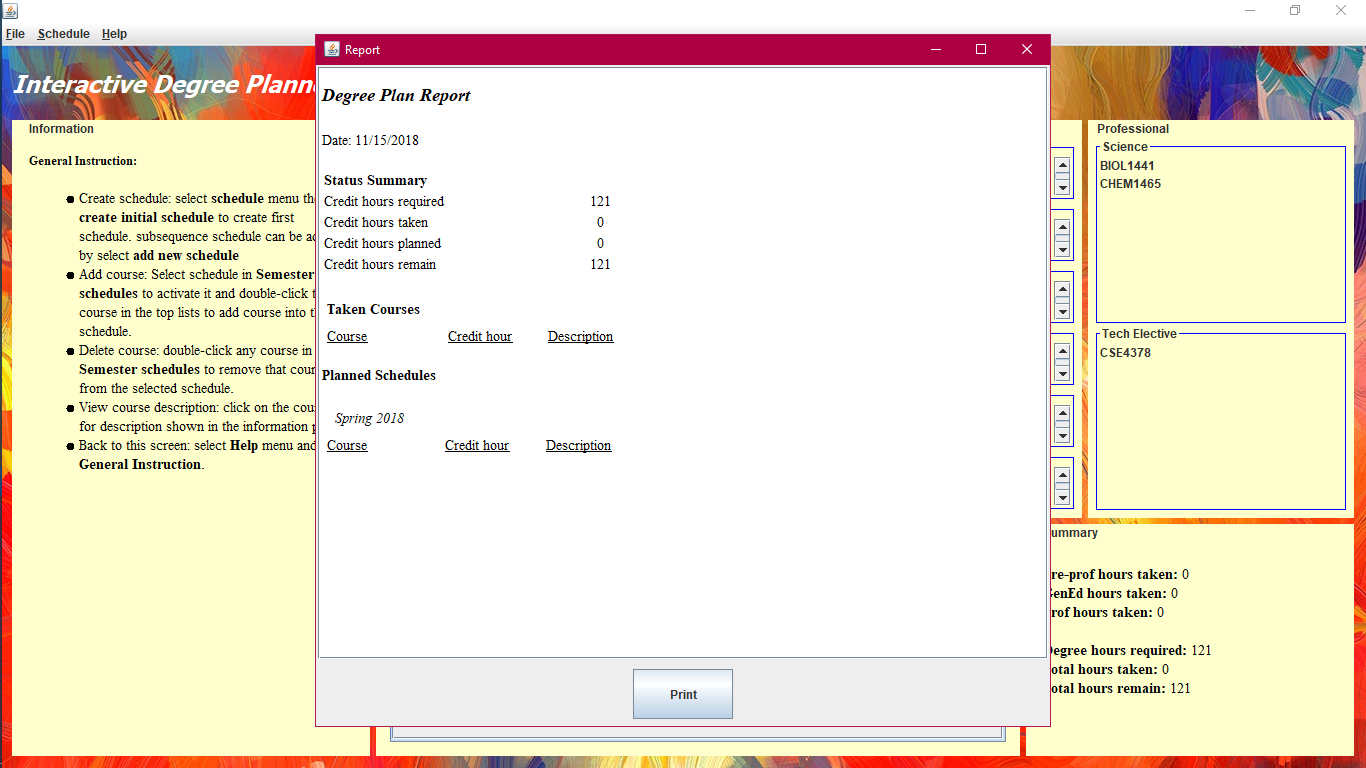 File Schedule Help
Interactive Degree
Information
General Instruction:
Create schedule: select schedule menu
create initial schedule to create first
schedule. subsequence schedule can be
by select add new schedule
Add course: Select schedule in Semester
schedules to activate it and double-click
course in the top lists to add course into
schedule.
Delete course: double-click any course in
Semester schedules to remove that
from the selected schedule.
View course description: click on the
for description shown in the information
Back to this screen: select Help menu and
General Instruction.
Report
Degree Plan Report
Date: 11/15/2018
Status Summary
Credit hours required 121
Credit hours taken 0
Credit hours planned 0
Credit hours remain 121
Taken Courses
Course Credit hour Description
Planned Schedules
Spring 2018
Course Credit hour Description
Print
Professional
Science
BIOL1441
CHEM1465
Tech Elective
CSE4378
ummary
re-prof hours taken: 0
GenEd hours taken: 0
rof hours taken: 0
Degree hours required: 121
otal hours taken: 0
otal hours remain: 121